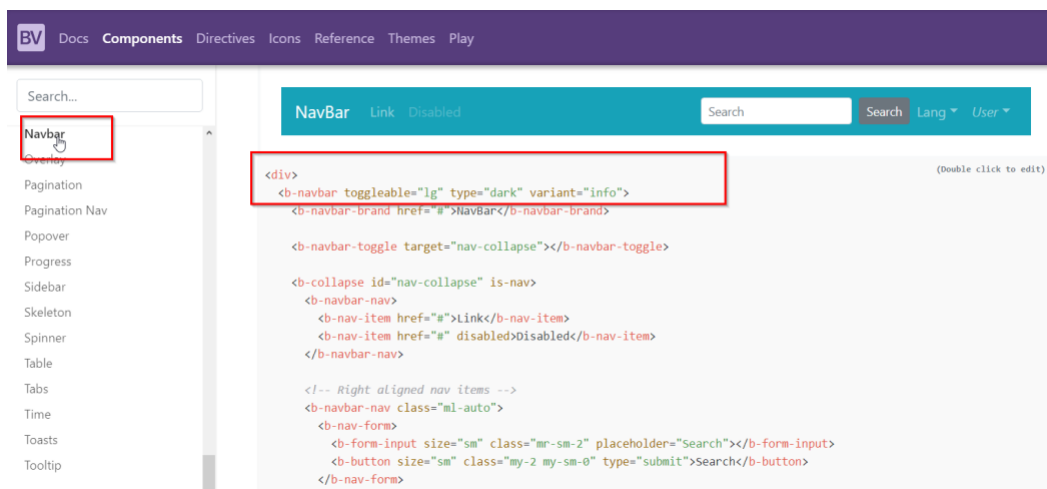 BV Docs Components Directives Icons Reference Themes Play
Search...
Navbar
Overlay
Pagination
Pagination Nav
Popover
Progress
Sidebar
Skeleton
Spinner
Table
Tabs
Time
Toasts
Tooltip
NavBar Link Disabled Search Search Lang User
(Double click to edit)
<div>
<b-navbar toggleable="lg" type="dark" variant="info">
<b-navbar-brand href="#">NavBar</b-navbar-brand>
<b-navbar-toggle target="nav-collapse"></b-navbar-toggle>
<b-collapse id="nav-collapse" is-nav>
<b-navbar-nav>
<b-nav-item href="#">Link</b-nav-item>
<b-nav-item href="#" disabled>Disabled</b-nav-item>
</b-navbar-nav>
<!-- Right aligned nav items -->
<b-navbar-nav class="ml-auto">
<b-nav-form>
<b-form-input size="sm" class="mr-sm-2" placeholder="Search"></b-form-input>
<b-button size="sm" class="my-2 my-sm-0" type="submit">Search</b-button>
</b-nav-form>